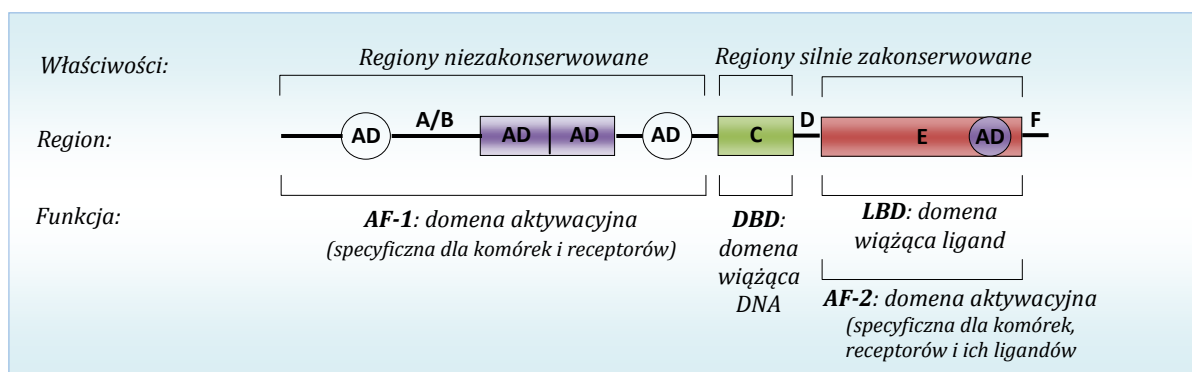 Właściwości:
Regiony niezakonserwowane
Regiony silnie zakonserwowane
Region:
AD
A/B
AD
AD
AD
C
D
E
AD
F
Funkcja:
AF-1: domena aktywacyjna
(specyficzna dla komórek i receptorów)
DBD:
domena
wiążąca
DNA
LBD: domena
wiążąca ligand
AF-2: domena aktywacyjna
(specyficzna dla komórek,
receptorów i ich ligandów